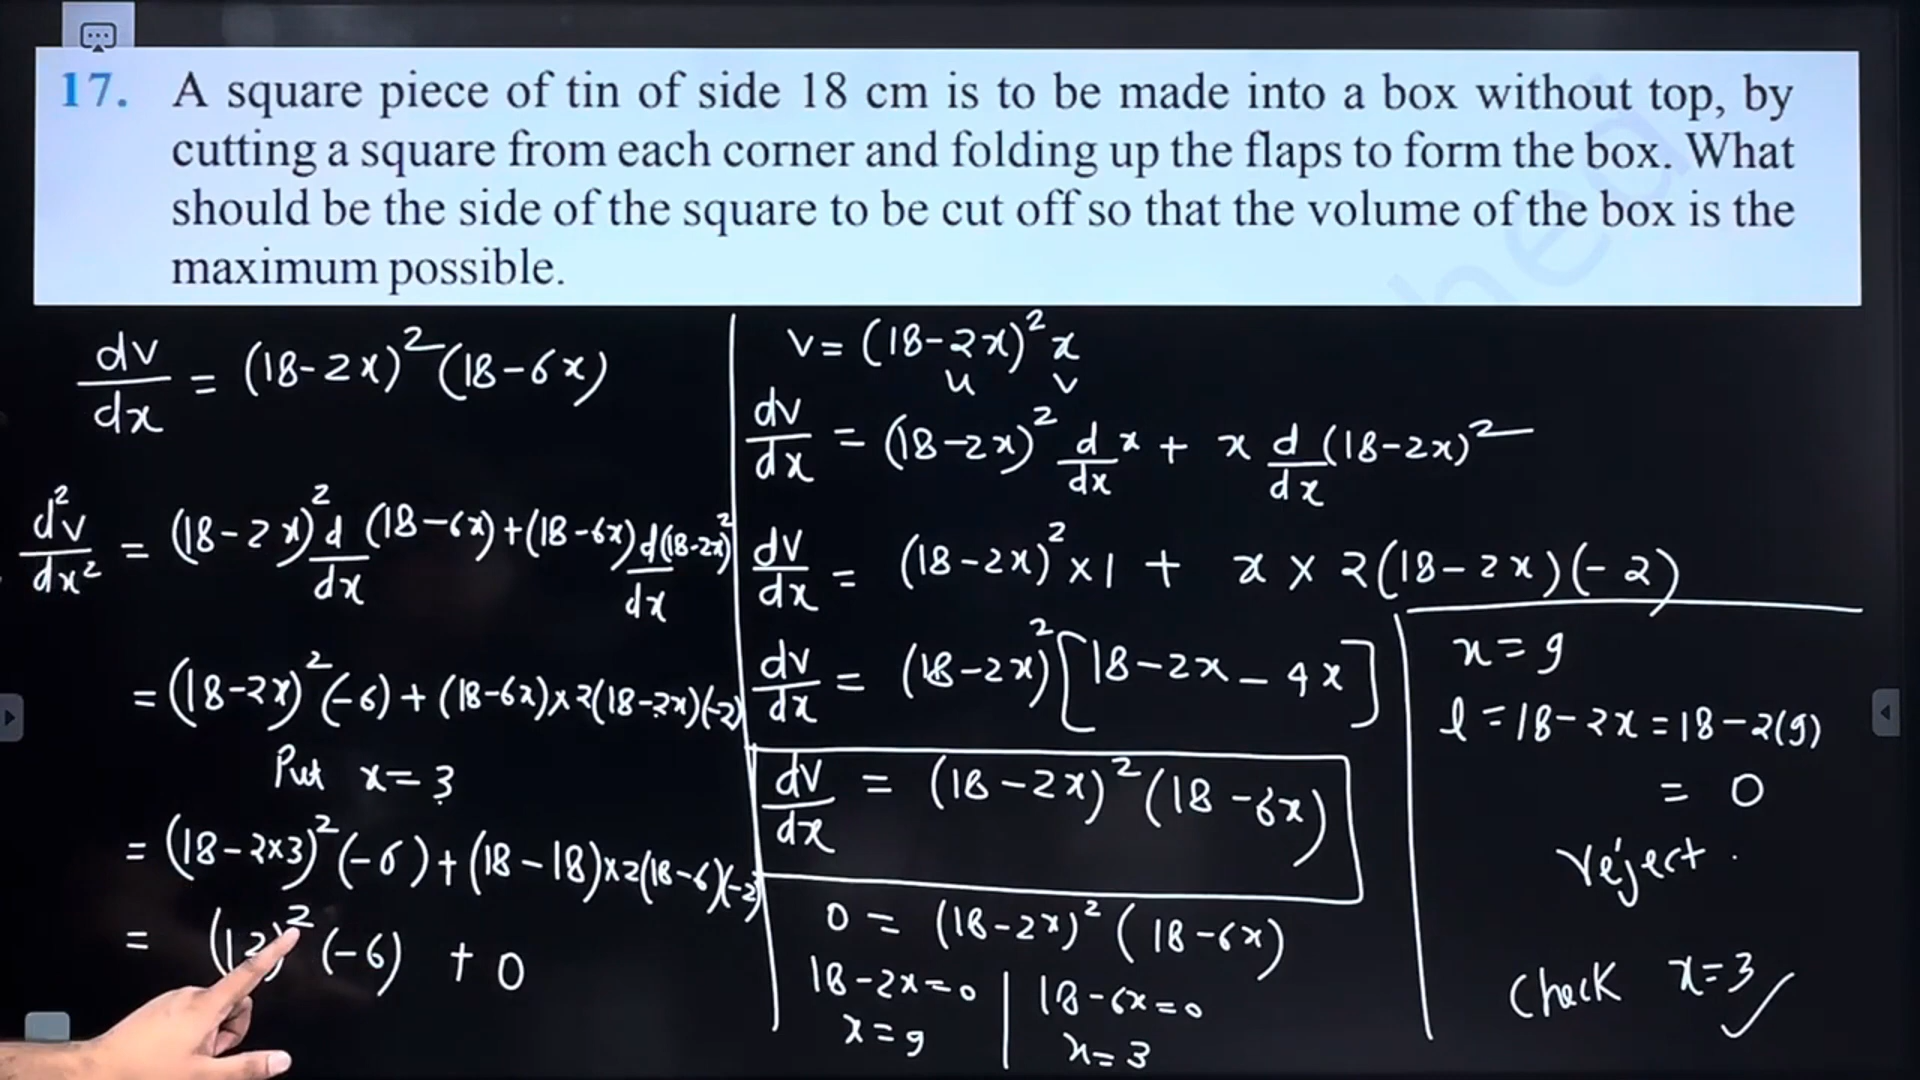 17. A square piece of tin of side 18 cm is to be made into a box without top, by
cutting a square from each corner and folding up the flaps to form the box. What
should be the side of the square to be cut off so that the volume of the box is the
maximum possible.
dv/dx = (18-2x)²(18-6x)
d²v/dx² = (18-2x)² d/dx (18-6x)+(18-6x) d/dx (18-2x)²
= (18-2x)²(-6)+(18-6x)×2(18-2x)(-2)
Put x=3
= (18-2×3)²(-6)+(18-18)×2(18-6)(-2)
= (12)²(-6) + 0
v= (18-2x)² x
u v
dv/dx = (18-2x)² d/dx x + x d/dx (18-2x)²
dv/dx = (18-2x)²×1 + x × 2(18-2x)(-2)
dv/dx = (18-2x)²[18-2x-4x]
dv/dx = (18-2x)²(18-6x)
0 = (18-2x)²(18-6x)
18-2x=0 | 18-6x=0
x=9 | x=3
x=9
l=18-2x=18-2(9)
= 0
reject.
Check x=3 ✓